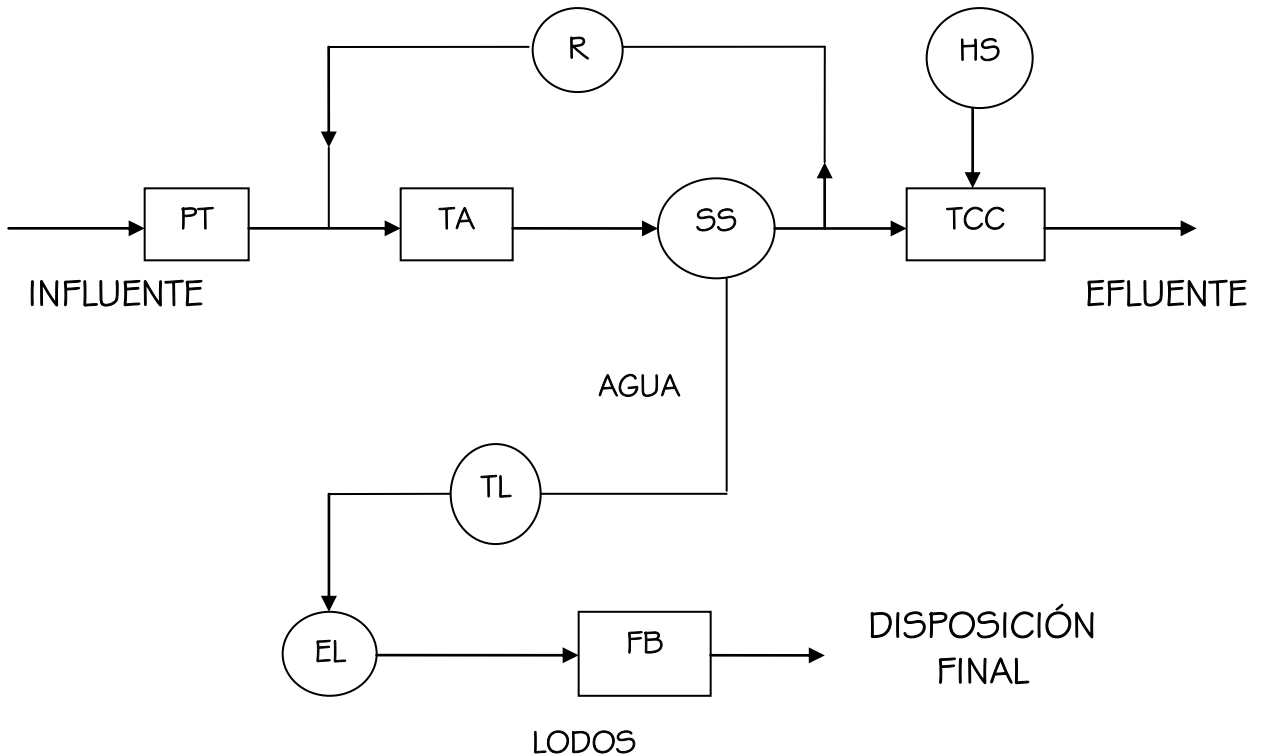 R
HS
PT
TA
SS
TCC
INFLUENTE
EFLUENTE
AGUA
TL
EL
FB
DISPOSICIÓN
FINAL
LODOS